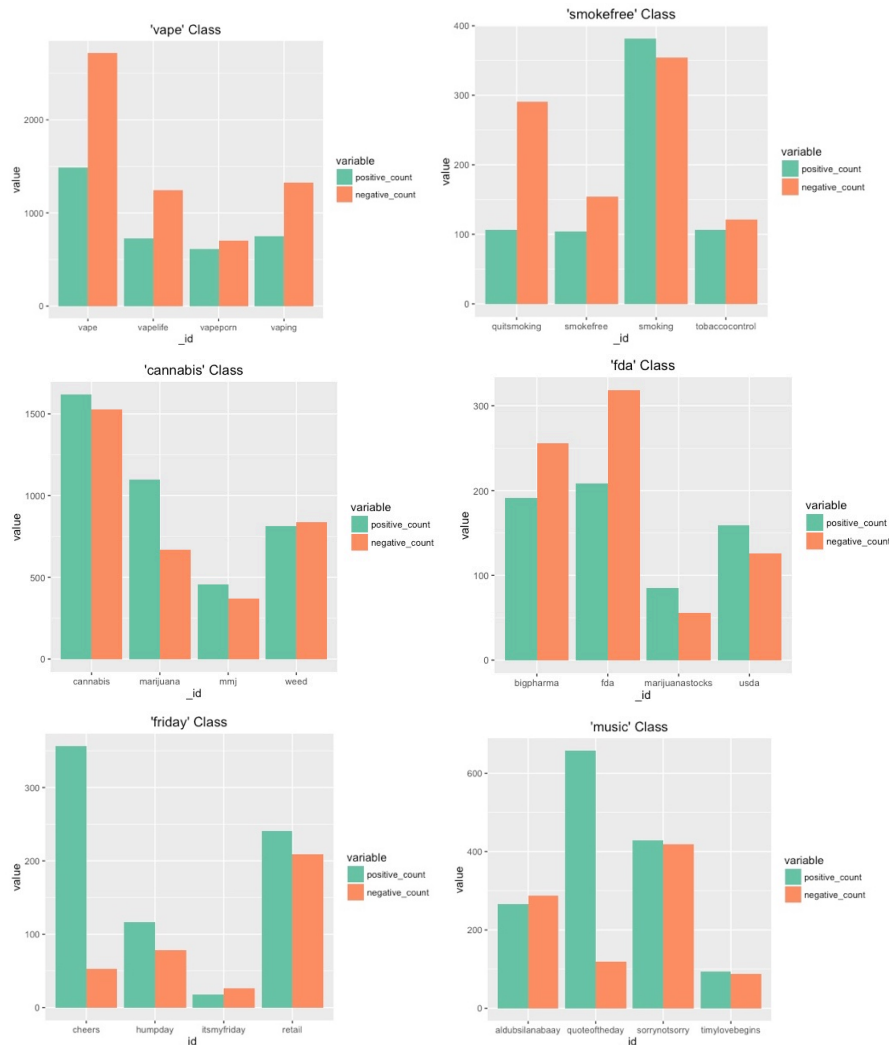 'vape' Class
value
2000
1000
0
vape vapelife vapeporn vaping
_id
variable
positive_count
negative_count
'smokefree' Class
value
400
300
200
100
0
quitsmoking smokefree smoking tobaccocontrol
_id
variable
positive_count
negative_count
'cannabis' Class
value
1500
1000
500
0
cannabis marijuana mmj weed
_id
variable
positive_count
negative_count
'fda' Class
value
300
200
100
0
bigpharma fda marijuanastocks usda
_id
variable
positive_count
negative_count
'friday' Class
value
300
200
100
0
cheers humpday itsmyfriday retail
id
variable
positive_count
negative_count
'music' Class
value
600
400
200
0
aldubsilanabaay quoteoftheday sorrynotsorry timylovebegins
id
variable
positive_count
negative_count